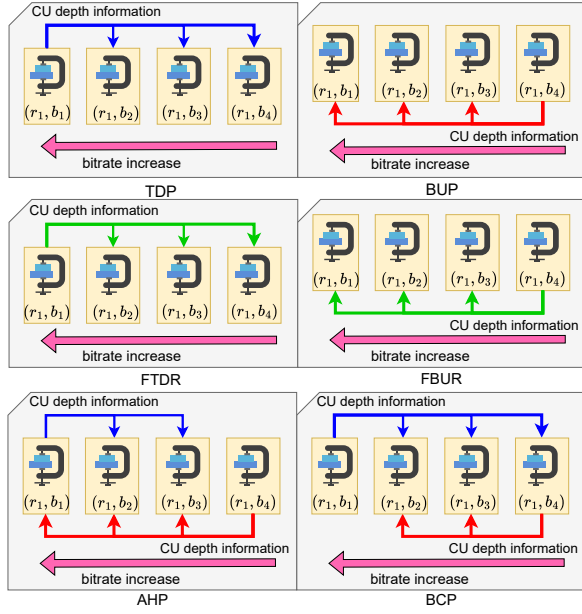 CU depth information
(r₁, b₁) (r₁, b₂) (r₁, b₃) (r₁, b₄)
bitrate increase
TDP
(r₁, b₁) (r₁, b₂) (r₁, b₃) (r₁, b₄)
CU depth information
bitrate increase
BUP
CU depth information
(r₁, b₁) (r₁, b₂) (r₁, b₃) (r₁, b₄)
bitrate increase
FTDR
(r₁, b₁) (r₁, b₂) (r₁, b₃) (r₁, b₄)
CU depth information
bitrate increase
FBUR
CU depth information
(r₁, b₁) (r₁, b₂) (r₁, b₃) (r₁, b₄)
CU depth information
bitrate increase
AHP
CU depth information
(r₁, b₁) (r₁, b₂) (r₁, b₃) (r₁, b₄)
CU depth information
bitrate increase
BCP